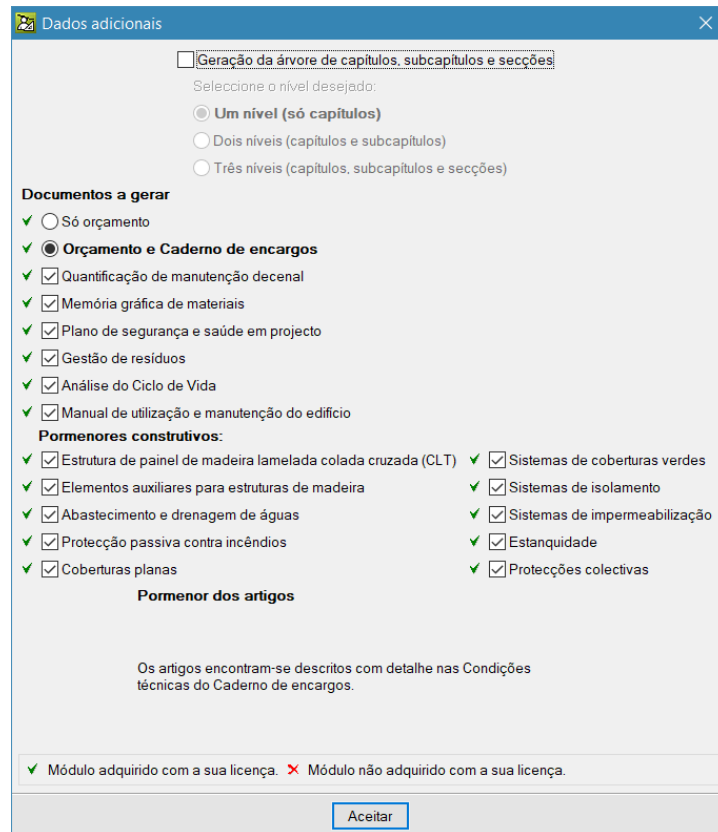 Dados adicionais
Geração da árvore de capítulos, subcapítulos e secções
Seleccione o nível desejado:
Um nível (só capítulos)
Dois níveis (capítulos e subcapítulos)
Três níveis (capítulos, subcapítulos e secções)
Documentos a gerar
Só orçamento
Orçamento e Caderno de encargos
Quantificação de manutenção decenal
Memória gráfica de materiais
Plano de segurança e saúde em projecto
Gestão de resíduos
Análise do Ciclo de Vida
Manual de utilização e manutenção do edifício
Pormenores construtivos:
Estrutura de painel de madeira lamelada colada cruzada (CLT) Sistemas de coberturas verdes
Elementos auxiliares para estruturas de madeira Sistemas de isolamento
Abastecimento e drenagem de águas Sistemas de impermeabilização
Protecção passiva contra incêndios Estanquidade
Coberturas planas Protecções colectivas
Pormenor dos artigos
Os artigos encontram-se descritos com detalhe nas Condições
técnicas do Caderno de encargos.
Módulo adquirido com a sua licença. Módulo não adquirido com a sua licença.
Aceitar